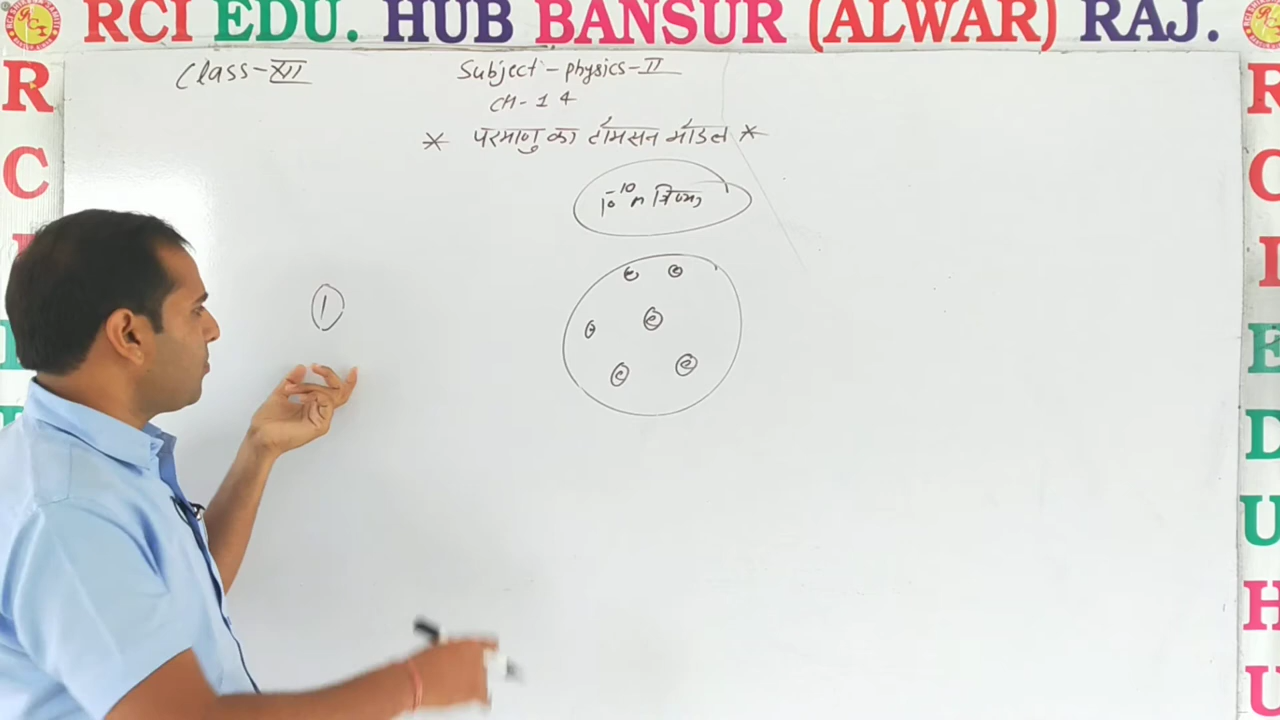 RCI EDU. HUB BANSUR (ALWAR) RAJ.
Class-XII
Subject-physics-II
CH-14
* परमाणु का टॉमसन मॉडल *
10⁻¹⁰ m त्रिज्या
e e
e e
e e
1
R
C
I
R
C
I
E
D
U
H
U